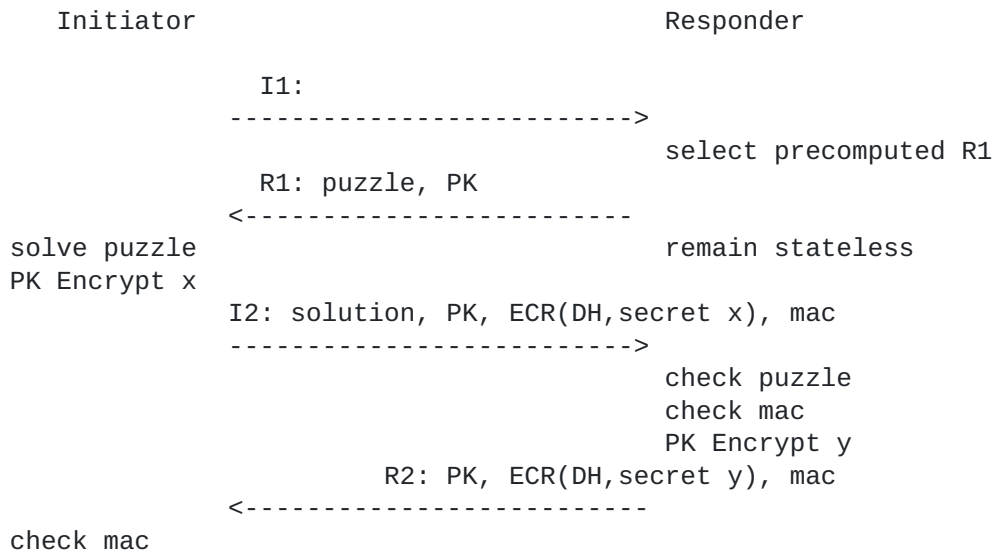 Initiator                              Responder
I1:
-------------------------->
select precomputed R1
R1: puzzle, PK
<-------------------------
solve puzzle                              remain stateless
PK Encrypt x
I2: solution, PK, ECR(DH,secret x), mac
-------------------------->
check puzzle
check mac
PK Encrypt y
R2: PK, ECR(DH,secret y), mac
<--------------------------
check mac